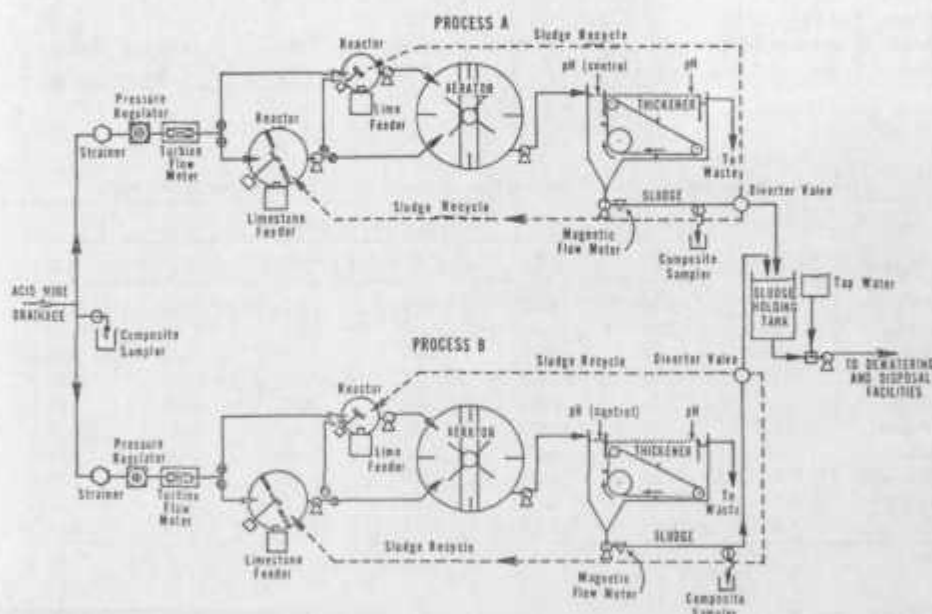 PROCESS A
Sludge Recycle
Reactor
pH (control
pH
Pressure
Regulator
Lime
Feeder
AERATOR
THICKENER
Reactor
Strainer
Turbine
Flow
Meter
To
Waste
Limestone
Feeder
Sludge Recycle
SLUDGE
Diverter Valve
Magnetic
Flow Meter
Composite
Sampler
ACID MINE
DRAINAGE
Composite
Sampler
SLUDGE
HOLDING
TANK
Tap Water
TO DEWATERING
AND DISPOSAL
FACILITIES
PROCESS B
Sludge Recycle
Diverter Valve
Reactor
pH (control)
pH
Pressure
Regulator
Lime
Feeder
AERATOR
THICKENER
Strainer
Turbine
Flow
Meter
Reactor
To
Waste
Limestone
Feeder
Sludge Recycle
SLUDGE
Magnetic
Flow Meter
Composite
Sampler